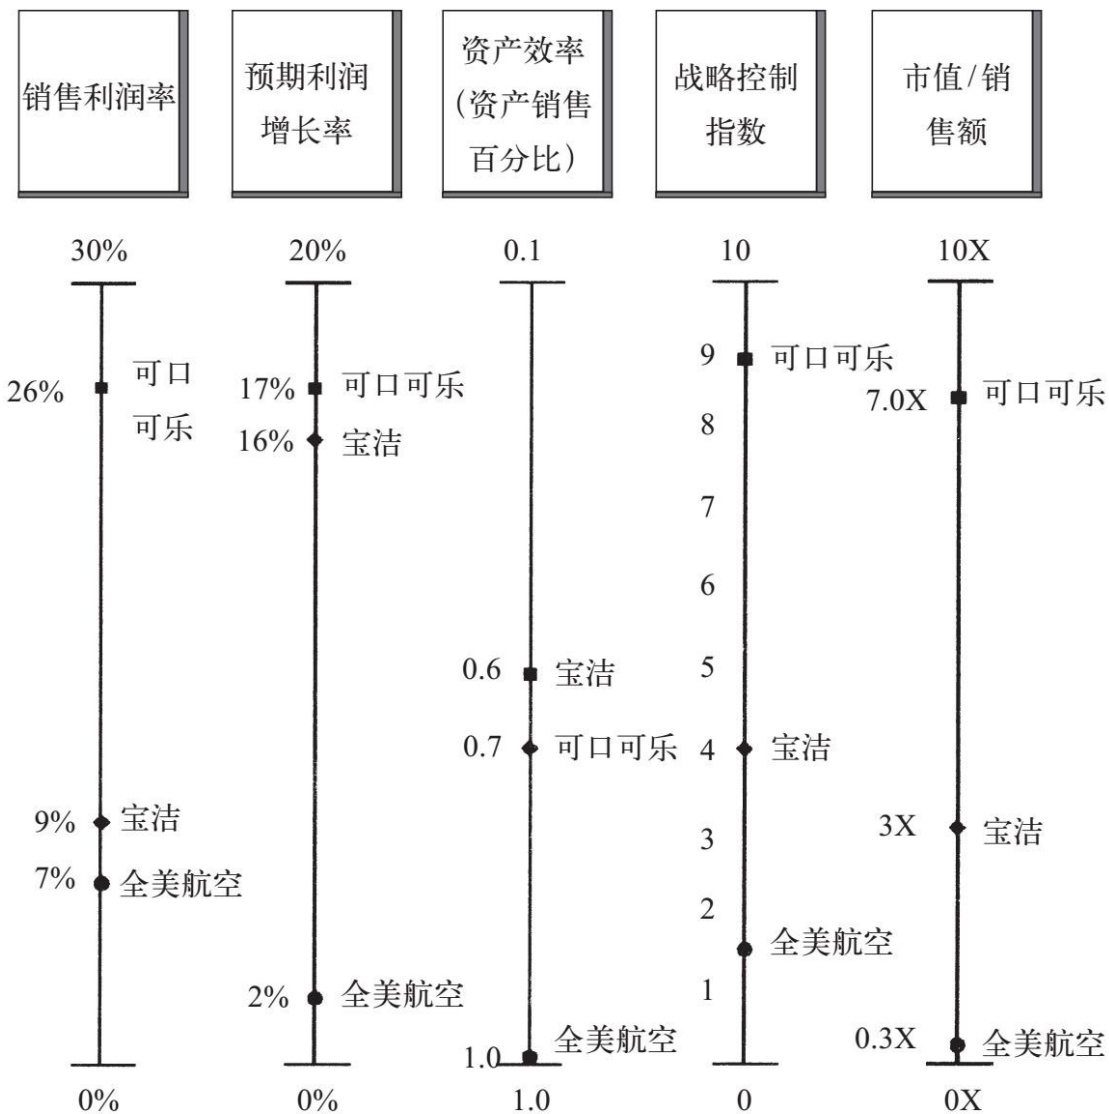 销售利润率
预期利润
增长率
资产效率
（资产销售
百分比）
战略控制
指数
市值/销
售额
30%
26%
可口
可乐
9%
宝洁
7%
全美航空
0%
20%
17%
可口可乐
16%
宝洁
2%
全美航空
0%
0.1
0.6
宝洁
0.7
可口可乐
1.0
全美航空
1.0
10
9
可口可乐
8
7
6
5
4
宝洁
3
2
全美航空
1
0
10X
7.0X
可口可乐
3X
宝洁
0.3X
全美航空
0X